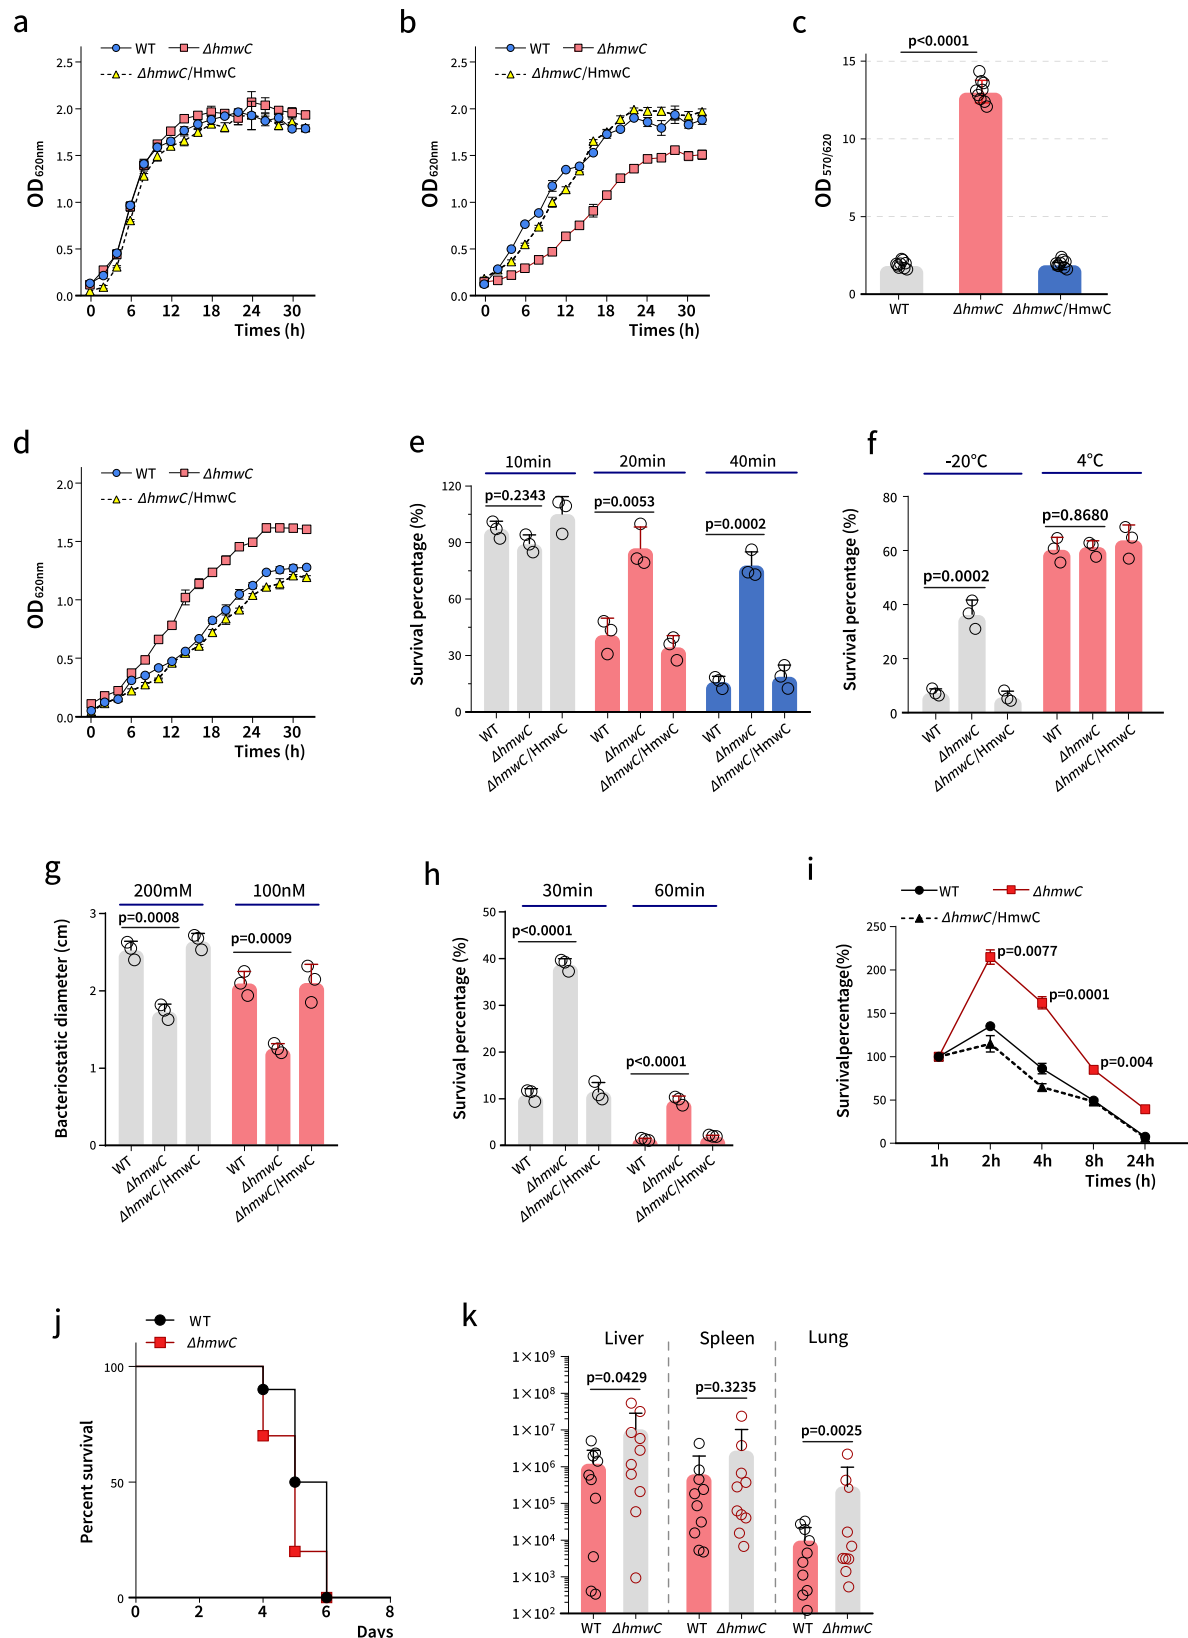 a
WT ΔhmwC
ΔhmwC/HmwC
2.5
2.0
1.5
1.0
0.5
0.0
OD620nm
0 6 12 18 24 30
Times (h)
b
WT ΔhmwC
ΔhmwC/HmwC
2.5
2.0
1.5
1.0
0.5
0.0
OD620nm
0 6 12 18 24 30
Times (h)
c
p<0.0001
15
10
5
0
OD570/620
WT ΔhmwC ΔhmwC/HmwC
d
WT ΔhmwC
ΔhmwC/HmwC
2.0
1.5
1.0
0.5
0.0
OD620nm
0 6 12 18 24 30
Times (h)
e
10min 20min 40min
p=0.2343 p=0.0053 p=0.0002
120
90
60
30
0
Survival percentage (%)
WT ΔhmwC ΔhmwC/HmwC WT ΔhmwC ΔhmwC/HmwC WT ΔhmwC ΔhmwC/HmwC
f
-20°C 4°C
p=0.0002 p=0.8680
80
60
40
20
0
Survival percentage (%)
WT ΔhmwC ΔhmwC/HmwC WT ΔhmwC ΔhmwC/HmwC
g
200mM 100nM
p=0.0008 p=0.0009
3
2
1
0
Bacteriostatic diameter (cm)
WT ΔhmwC ΔhmwC/HmwC WT ΔhmwC ΔhmwC/HmwC
h
30min 60min
p<0.0001 p<0.0001
50
40
30
20
10
0
Survival percentage (%)
WT ΔhmwC ΔhmwC/HmwC WT ΔhmwC ΔhmwC/HmwC
i
WT ΔhmwC
ΔhmwC/HmwC
250
200
150
100
50
0
Survivalpercentage(%)
p=0.0077
p=0.0001
p=0.004
1h 2h 4h 8h 24h
Times (h)
j
WT
ΔhmwC
100
50
0
Percent survival
0 2 4 6 8
Days
k
Liver Spleen Lung
p=0.0429 p=0.3235 p=0.0025
1×10⁹
1×10⁸
1×10⁷
1×10⁶
1×10⁵
1×10⁴
1×10³
1×10²
WT ΔhmwC WT ΔhmwC WT ΔhmwC